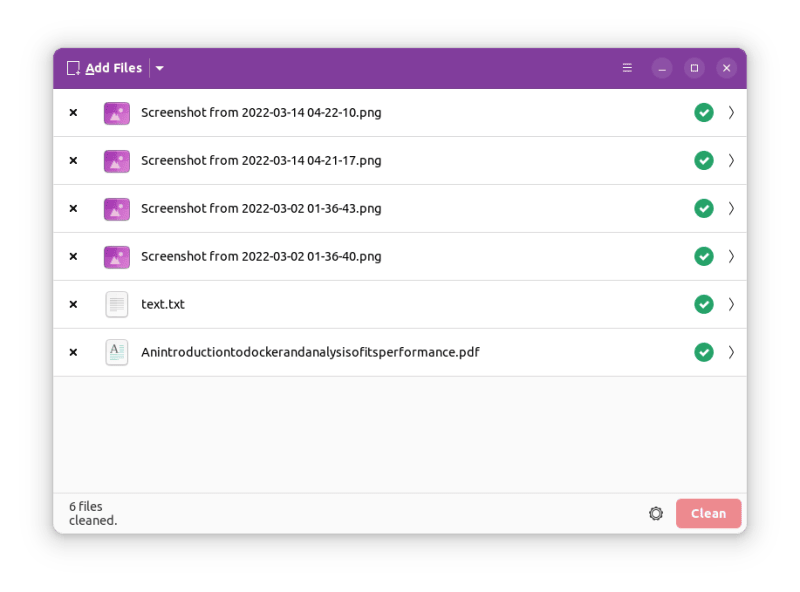 Add Files
Screenshot from 2022-03-14 04-22-10.png
Screenshot from 2022-03-14 04-21-17.png
Screenshot from 2022-03-02 01-36-43.png
Screenshot from 2022-03-02 01-36-40.png
text.txt
Anintroductiontodockerandanalysisofitsperformance.pdf
6 files
cleaned.
Clean